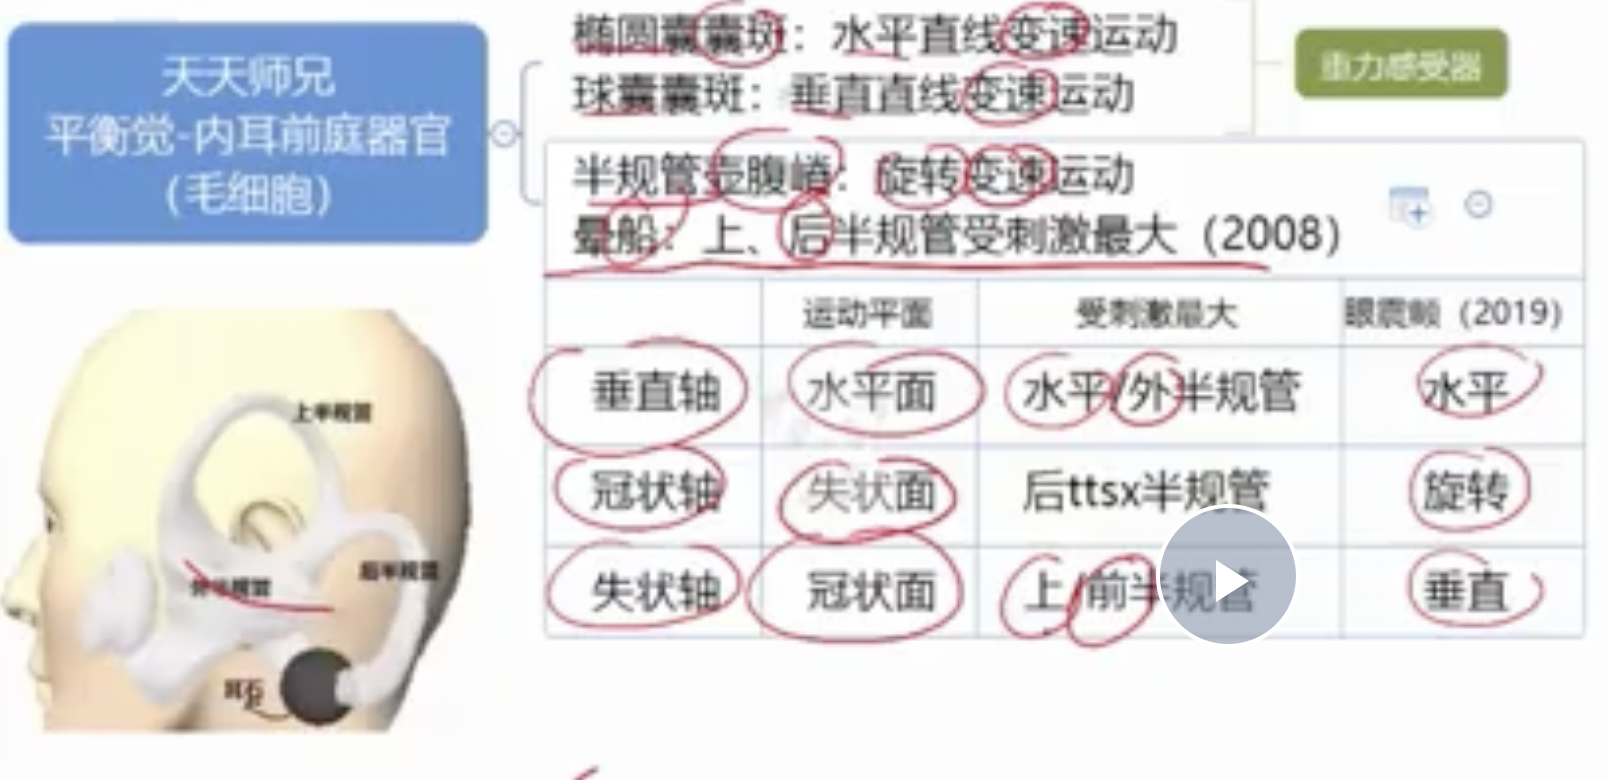 天天师兄
平衡觉-内耳前庭器官
（毛细胞）
椭圆囊囊斑：水平直线变速运动
球囊囊斑：垂直直线变速运动
重力感受器
半规管壶腹嵴：旋转变速运动
晕船：上、后半规管受刺激最大（2008）
运动平面 受刺激最大 眼震颠（2019）
垂直轴 水平面 水平/外半规管 水平
冠状轴 失状面 后ttsx半规管 旋转
失状轴 冠状面 上/前半规管 垂直
上半规管
外半规管
后半规管
耳石